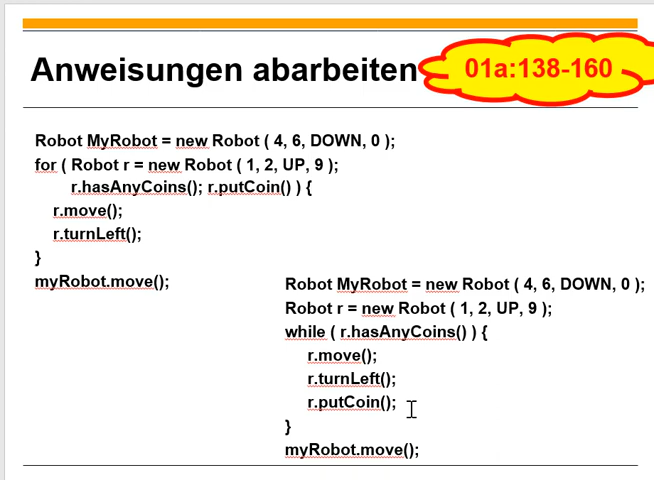 Anweisungen abarbeiten
01a:138-160
Robot MyRobot = new Robot ( 4, 6, DOWN, 0 );
for ( Robot r = new Robot ( 1, 2, UP, 9 );
r.hasAnyCoins(); r.putCoin() ) {
r.move();
r.turnLeft();
}
myRobot.move();
Robot MyRobot = new Robot ( 4, 6, DOWN, 0 );
Robot r = new Robot ( 1, 2, UP, 9 );
while ( r.hasAnyCoins() ) {
r.move();
r.turnLeft();
r.putCoin();
}
myRobot.move();